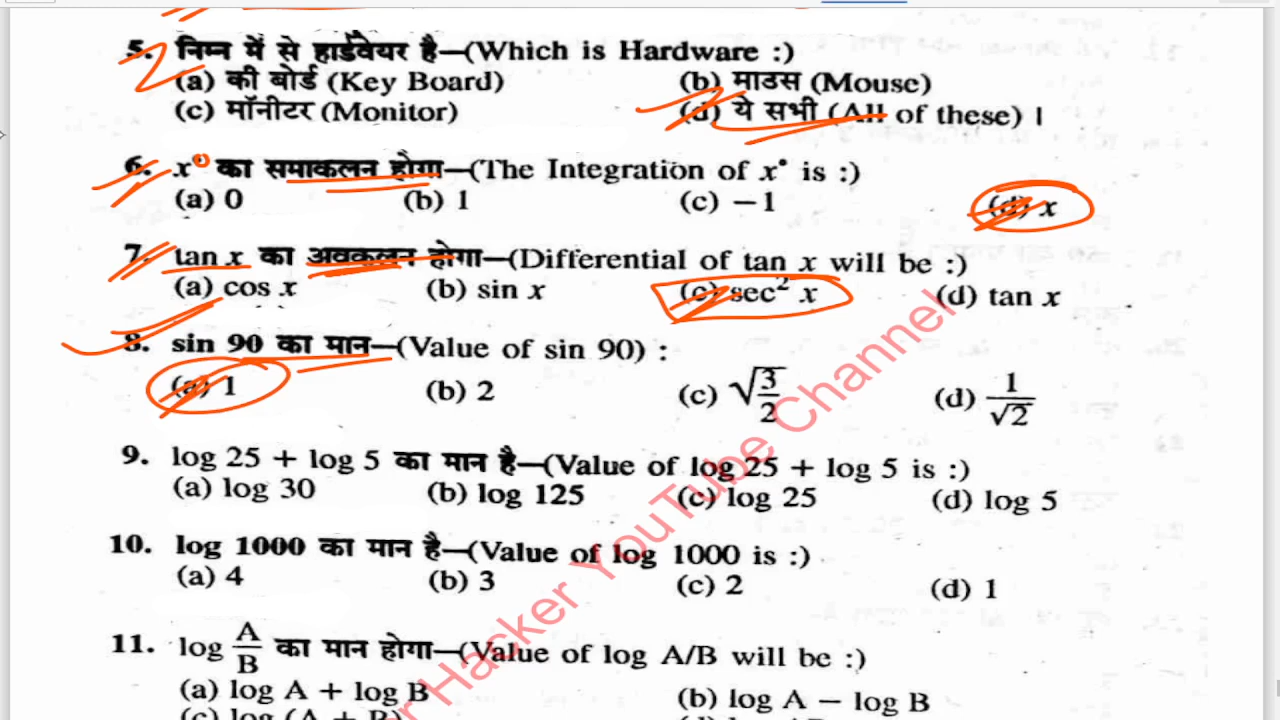 5. निम्न में से हार्डवेयर है—(Which is Hardware :)
(a) की बोर्ड (Key Board) (b) माउस (Mouse)
(c) मॉनीटर (Monitor) (d) ये सभी (All of these) ।
6. x° का समाकलन होगा—(The Integration of x° is :)
(a) 0 (b) 1 (c) −1 (d) x
7. tan x का अवकलन होगा—(Differential of tan x will be :)
(a) cos x (b) sin x (c) sec² x (d) tan x
8. sin 90 का मान—(Value of sin 90) :
(a) 1 (b) 2 (c) √3/2 (d) 1/√2
9. log 25 + log 5 का मान है—(Value of log 25 + log 5 is :)
(a) log 30 (b) log 125 (c) log 25 (d) log 5
10. log 1000 का मान है—(Value of log 1000 is :)
(a) 4 (b) 3 (c) 2 (d) 1
11. log A/B का मान होगा—(Value of log A/B will be :)
(a) log A + log B (b) log A − log B
(c) log (A + B)
Hacker YouTube Channel